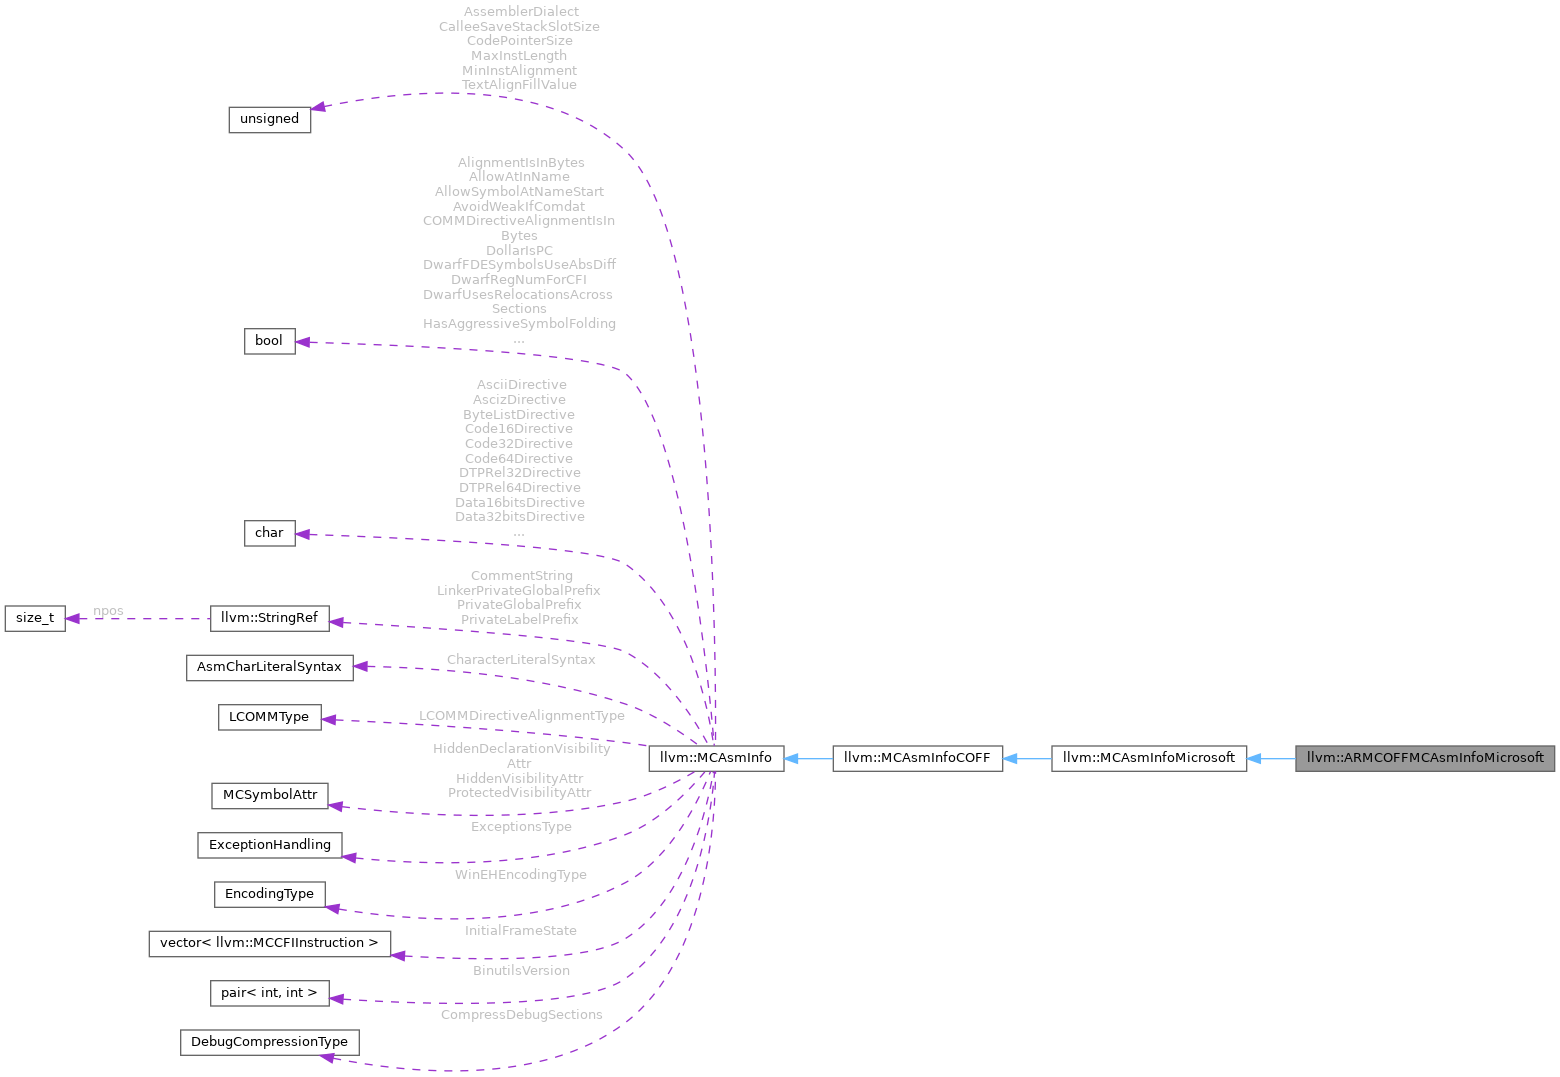 AssemblerDialect
CalleeSaveStackSlotSize
CodePointerSize
MaxInstLength
MinInstAlignment
TextAlignFillValue
unsigned
AlignmentIsInBytes
AllowAtInName
AllowSymbolAtNameStart
AvoidWeakIfComdat
COMMDirectiveAlignmentIsIn
Bytes
DollarIsPC
DwarfFDESymbolsUseAbsDiff
DwarfRegNumForCFI
DwarfUsesRelocationsAcross
Sections
HasAggressiveSymbolFolding
...
bool
AsciiDirective
AscizDirective
ByteListDirective
Code16Directive
Code32Directive
Code64Directive
DTPRel32Directive
DTPRel64Directive
Data16bitsDirective
Data32bitsDirective
...
char
CommentString
LinkerPrivateGlobalPrefix
PrivateGlobalPrefix
PrivateLabelPrefix
size_t
npos
llvm::StringRef
CharacterLiteralSyntax
AsmCharLiteralSyntax
LCOMMDirectiveAlignmentType
LCOMMType
HiddenDeclarationVisibility
Attr
HiddenVisibilityAttr
ProtectedVisibilityAttr
llvm::MCAsmInfo
llvm::MCAsmInfoCOFF
llvm::MCAsmInfoMicrosoft
llvm::ARMCOFFMCAsmInfoMicrosoft
MCSymbolAttr
ExceptionsType
ExceptionHandling
WinEHEncodingType
EncodingType
InitialFrameState
vector< llvm::MCCFIInstruction >
BinutilsVersion
pair< int, int >
CompressDebugSections
DebugCompressionType